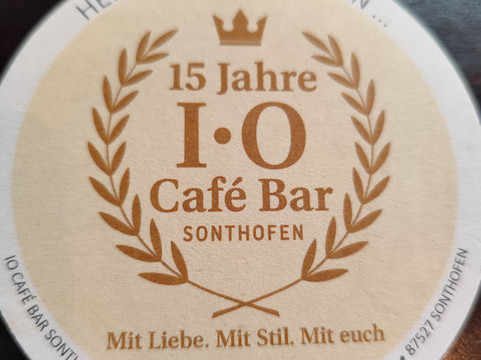 15 Jahre
I·O
Café Bar
SONTHOFEN
Mit Liebe. Mit Stil. Mit euch
IO CAFÉ BAR
87527 SONTHOFEN